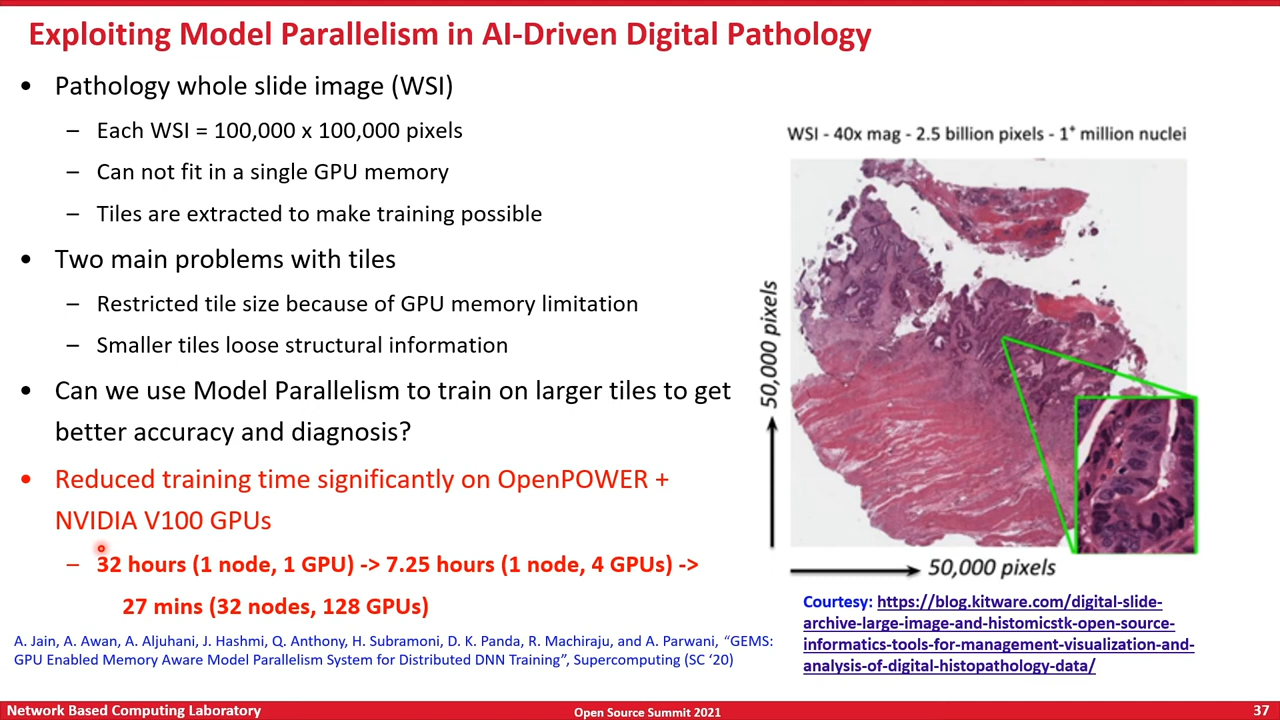 Exploiting Model Parallelism in AI-Driven Digital Pathology
• Pathology whole slide image (WSI)
– Each WSI = 100,000 x 100,000 pixels
– Can not fit in a single GPU memory
– Tiles are extracted to make training possible
• Two main problems with tiles
– Restricted tile size because of GPU memory limitation
– Smaller tiles loose structural information
• Can we use Model Parallelism to train on larger tiles to get
better accuracy and diagnosis?
• Reduced training time significantly on OpenPOWER +
NVIDIA V100 GPUs
– 32 hours (1 node, 1 GPU) -> 7.25 hours (1 node, 4 GPUs) ->
27 mins (32 nodes, 128 GPUs)
A. Jain, A. Awan, A. Aljuhani, J. Hashmi, Q. Anthony, H. Subramoni, D. K. Panda, R. Machiraju, and A. Parwani, “GEMS:
GPU Enabled Memory Aware Model Parallelism System for Distributed DNN Training”, Supercomputing (SC ‘20)
WSI - 40x mag - 2.5 billion pixels - 1⁺ million nuclei
50,000 pixels
50,000 pixels
Courtesy: https://blog.kitware.com/digital-slide-
archive-large-image-and-histomicstk-open-source-
informatics-tools-for-management-visualization-and-
analysis-of-digital-histopathology-data/
Network Based Computing Laboratory
Open Source Summit 2021
37